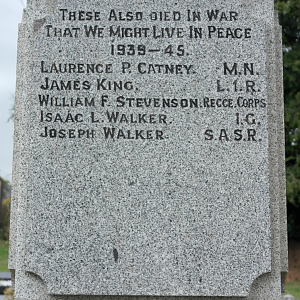 These Also Died In War
That We Might Live In Peace
1939-45.
Laurence P. Catney. M.N.
James King. L.I.R.
William F. Stevenson. Recce. Corps
Isaac L. Walker. I.G.
Joseph Walker. S.A.S.R.